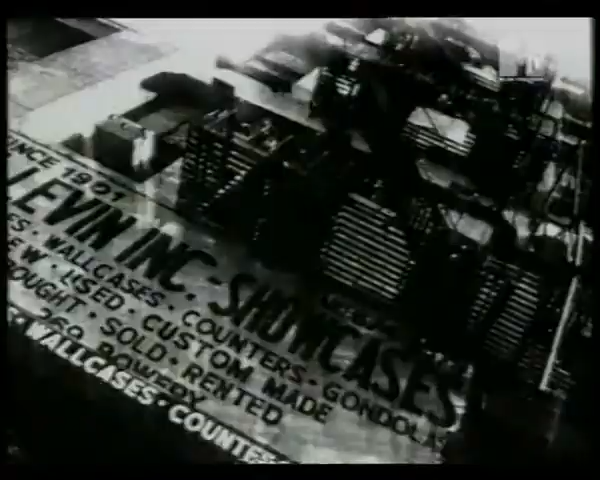 SINCE 1901
LEVIN INC. SHOWCASES
ES · WALLCASES · COUNTERS · GONDOLA
EW · USED · CUSTOM MADE
BOUGHT · SOLD · RENTED
269 BOWERY
S · WALLCASES · COUNTE